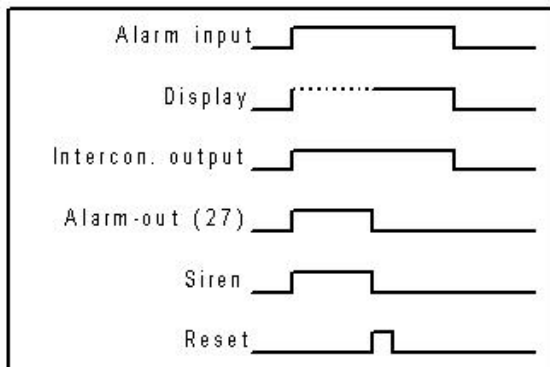 Alarm input
Display
Intercon. output
Alarm-out (27)
Siren
Reset